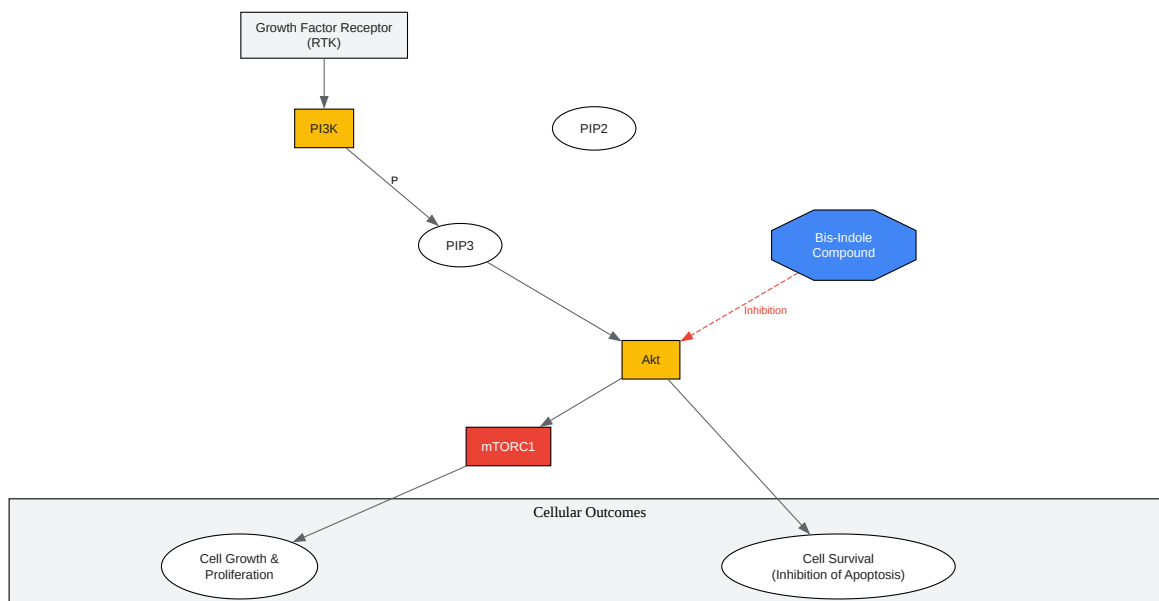 Growth Factor Receptor
(RTK)
PI3K
PIP2
P
PIP3
Bis-Indole
Compound
Inhibition
Akt
mTORC1
Cellular Outcomes
Cell Growth &
Proliferation
Cell Survival
(Inhibition of Apoptosis)